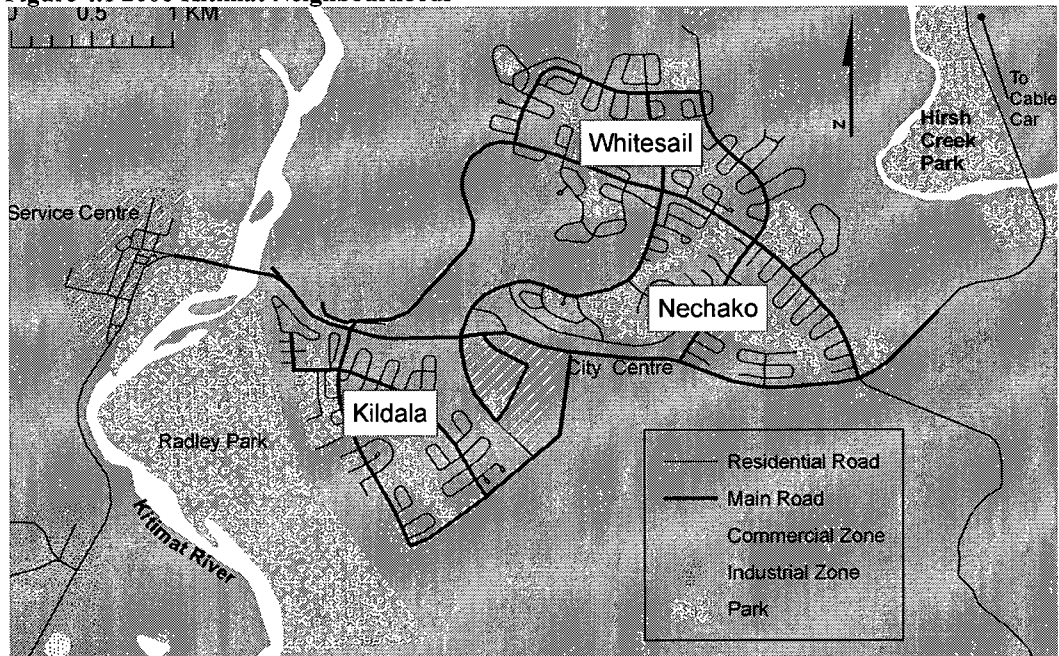 0.5
1 KM
Whitesail
N
To
Cable
Car
Hirsh
Creek
Park
Service Centre
Nechako
City Centre
Kildala
Radley Park
Kitimat River
Residential Road
Main Road
Commercial Zone
Industrial Zone
Park